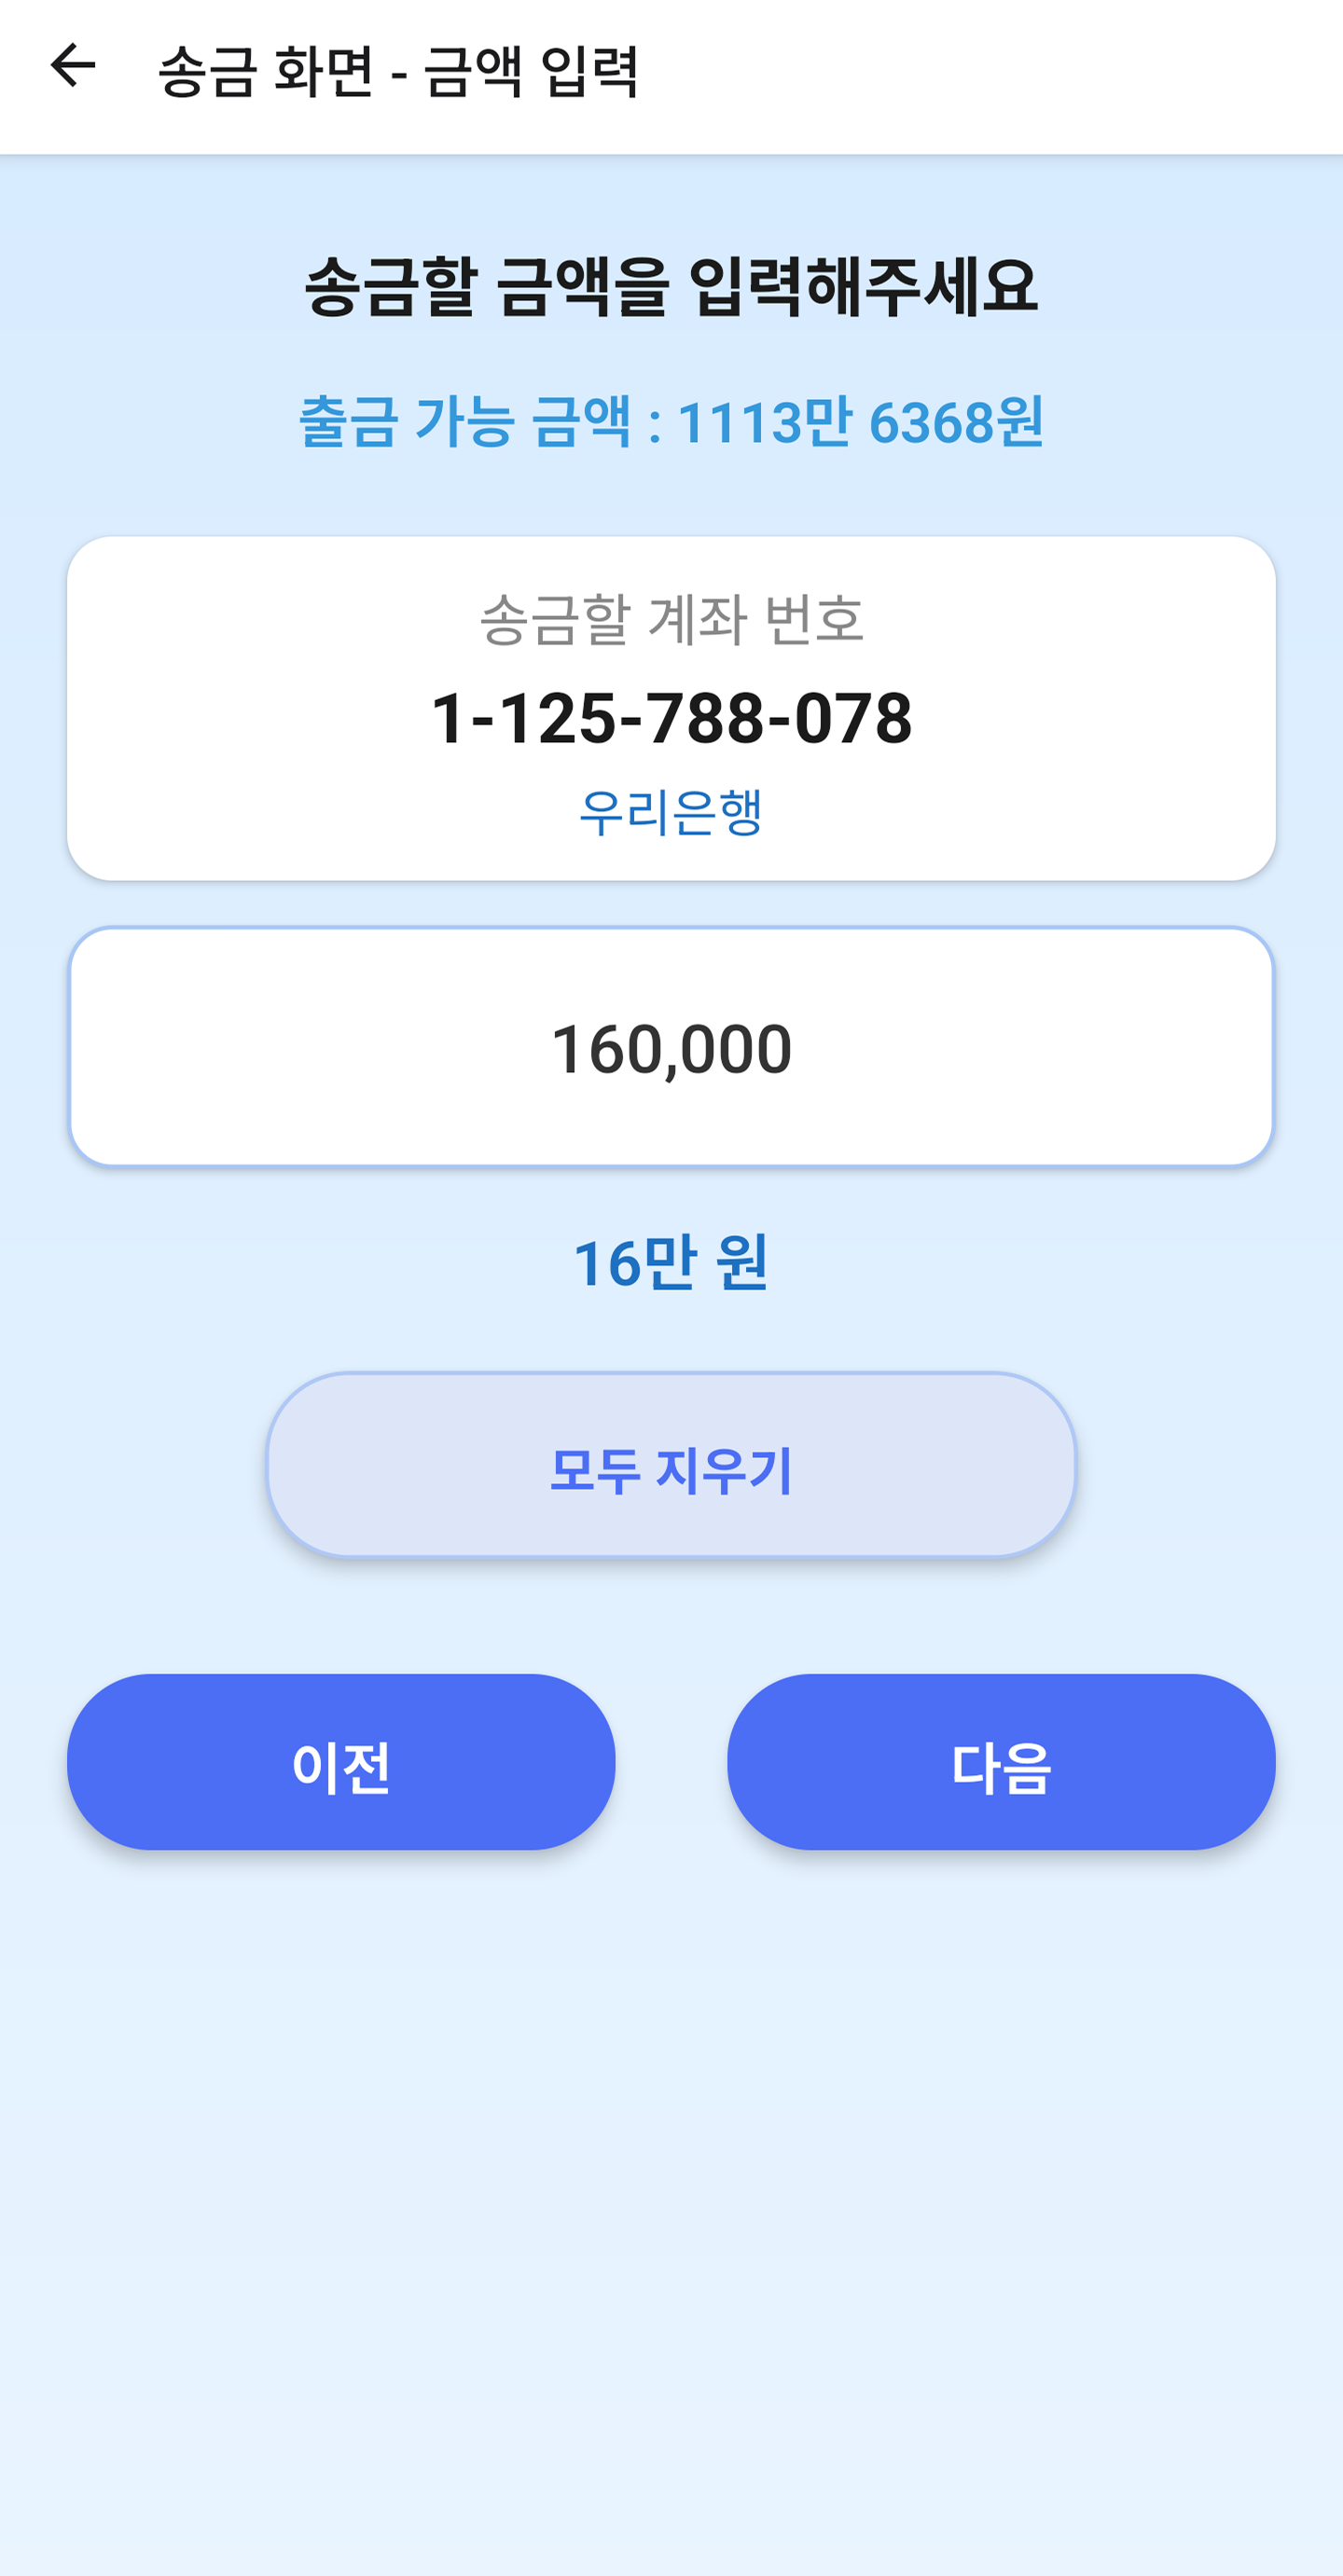 송금 화면 - 금액 입력
송금할 금액을 입력해주세요
출금 가능 금액 : 1113만 6368원
송금할 계좌 번호
1-125-788-078
우리은행
160,000
16만 원
모두 지우기
이전
다음